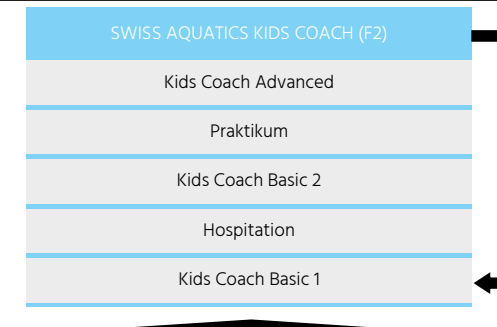 SWISS AQUATICS KIDS COACH (F2)
Kids Coach Advanced
Praktikum
Kids Coach Basic 2
Hospitation
Kids Coach Basic 1